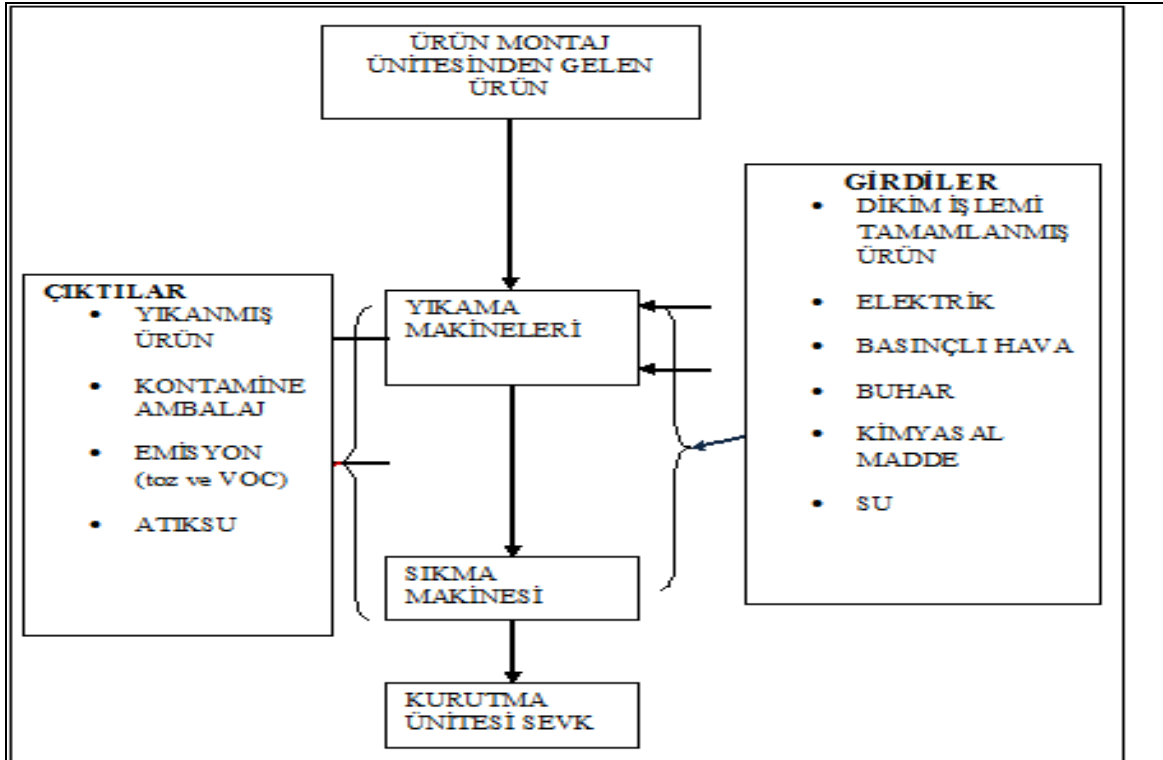 ÜRÜN MONTAJ
ÜNİTESİNDEN GELEN
ÜRÜN
GİRDİLER
• DİKİM İŞLEMİ
TAMAMLANMIŞ
ÜRÜN
• ELEKTRİK
• BASINÇLI HAVA
• BUHAR
• KİMYASAL
MADDE
• SU
ÇIKTILAR
• YIKANMIŞ
ÜRÜN
• KONTAMİNE
AMBALAJ
• EMİSYON
(toz ve VOC)
• ATIKSU
YIKAMA
MAKİNELERİ
SIKMA
MAKİNESİ
KURUTMA
ÜNİTESİ SEVK